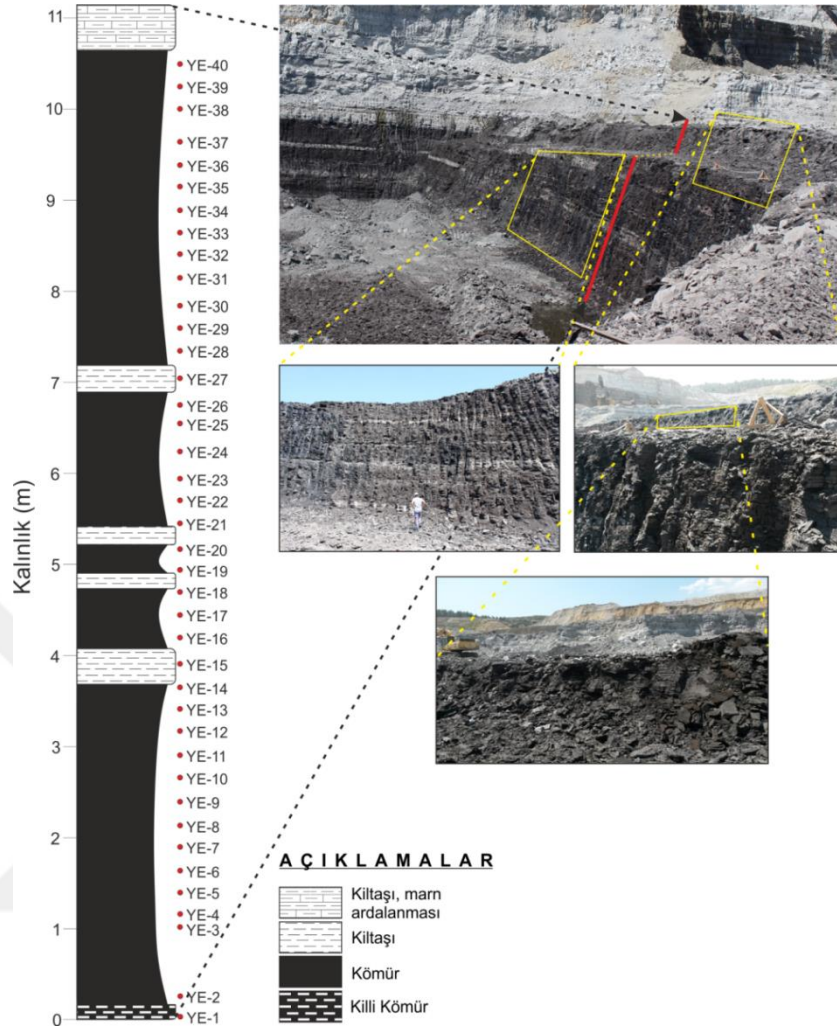 11
YE-40
YE-39
10
YE-38
YE-37
YE-36
YE-35
9
YE-34
YE-33
YE-32
8
YE-31
YE-30
YE-29
YE-28
7
YE-27
YE-26
YE-25
YE-24
6
YE-23
YE-22
YE-21
5
YE-20
YE-19
YE-18
YE-17
YE-16
4
YE-15
YE-14
YE-13
YE-12
3
YE-11
YE-10
YE-9
YE-8
2
YE-7
YE-6
YE-5
YE-4
1
YE-3
YE-2
0
YE-1
Kalınlık (m)
AÇIKLAMALAR
Kiltaşı, marn
ardalanması
Kiltaşı
Kömür
Killi Kömür